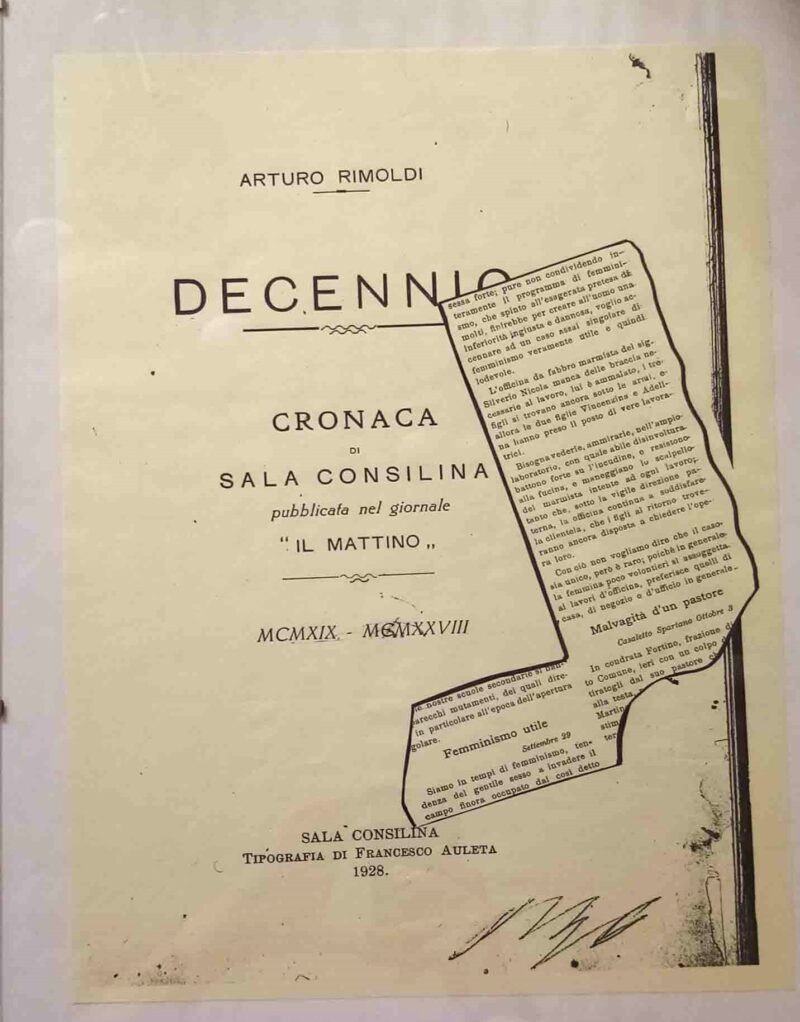 ARTURO RIMOLDI
DECENNIO
CRONACA
DI
SALA CONSILINA
pubblicata nel giornale
“ IL MATTINO „
MCMXIX - MCMXXVIII
SALA CONSILINA
TIPOGRAFIA DI FRANCESCO AULETA
1928.
nostre scuole secondarie si
parecchi mutamenti, dei quali dire-
in particolare all'epoca dell'apertura
golare.
Femminismo utile
Settembre 29
Siamo in tempi di femminismo, ten-
denza del gentile sesso a invadere il
campo finora occupato dal così detto
sesso forte; pure non condividendo in-
teramente il programma di femmini-
smo, che spinto all'esagerata pretesa di
molti, finirebbe per creare all'uomo una
inferiorità ingiusta e dannosa, voglio ac-
cennare ad un caso assai singolare di
femminismo veramente utile e quindi
lodevole.
L'officina da fabbro marmista del sig.
Silverio Nicola manca delle braccia ne-
cessarie al lavoro, lui è ammalato, i tre
figli si trovano ancora sotto le armi, e
allora le due figlie Vincenzina e Adeli-
na hanno preso il posto di vere lavora-
trici.
Bisogna vederle, ammirarle, nell'ampio
laboratorio, con quale abile disinvoltura
battono forte su l'incudine, e resistono
alla fucina, e maneggiano lo scalpello
del marmista intente ad ogni lavoro;
tanto che, sotto la vigile direzione pa-
terna, la officina continua a soddisfare
la clientela, che i figli al ritorno trove-
ranno ancora disposta a chiedere l'ope-
ra loro.
Con ciò non vogliamo dire che il caso
sia unico, però è raro; poichè in generale
la femmina poco volentieri si assuggetta
ai lavori d'officina, preferisce quelli di
casa, di negozio o d'ufficio in generale.
Malvagità d'un pastore
Casaletto Spartano Ottobre 3
In contrata Fortino, frazione di
to Comune, ieri con un colpo
tiratogli dal suo pastore
alla testa
Martin
stim
ter